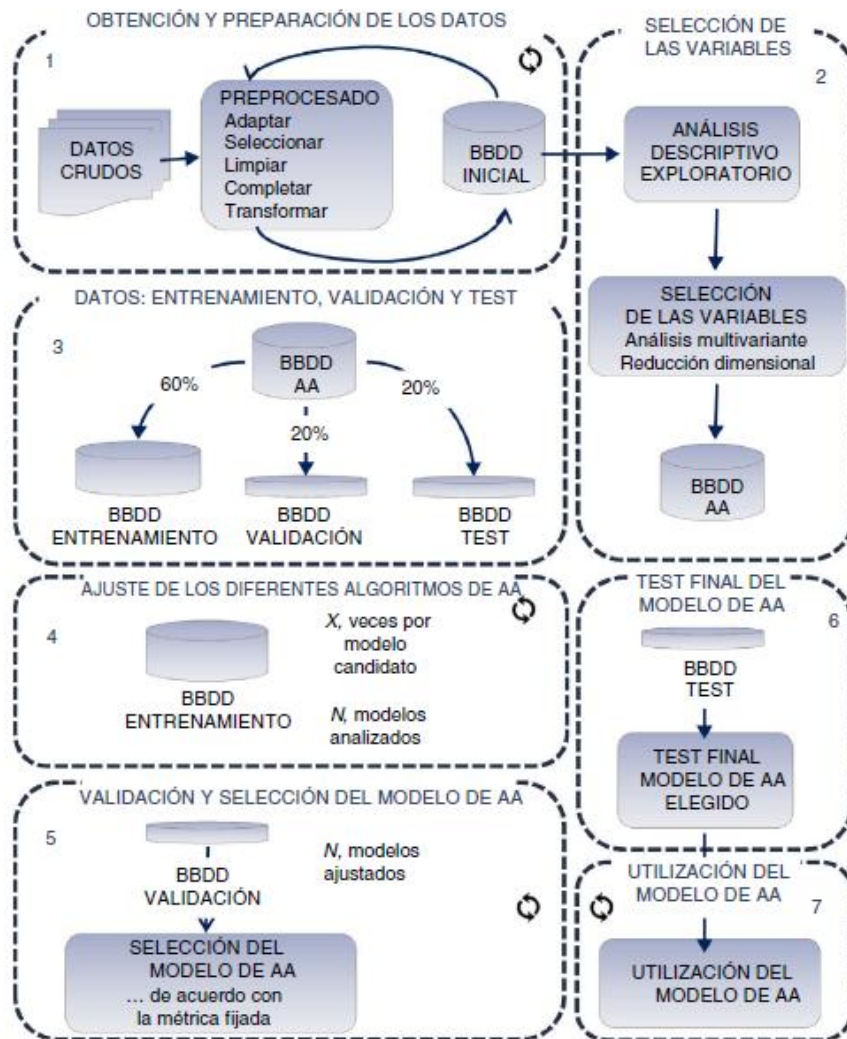 OBTENCIÓN Y PREPARACIÓN DE LOS DATOS
1
DATOS
CRUDOS
PREPROCESADO
Adaptar
Seleccionar
Limpiar
Completar
Transformar
BBDD
INICIAL
SELECCIÓN DE
LAS VARIABLES
2
ANÁLISIS
DESCRIPTIVO
EXPLORATORIO
SELECCIÓN
DE LAS VARIABLES
Análisis multivariante
Reducción dimensional
BBDD
AA
DATOS: ENTRENAMIENTO, VALIDACIÓN Y TEST
3
BBDD
AA
60%
20%
20%
BBDD
ENTRENAMIENTO
BBDD
VALIDACIÓN
BBDD
TEST
AJUSTE DE LOS DIFERENTES ALGORITMOS DE AA
4
BBDD
ENTRENAMIENTO
X, veces por
modelo
candidato
N, modelos
analizados
VALIDACIÓN Y SELECCIÓN DEL MODELO DE AA
5
BBDD
VALIDACIÓN
N, modelos
ajustados
SELECCIÓN DEL
MODELO DE AA
... de acuerdo con
la métrica fijada
TEST FINAL DEL
MODELO DE AA
6
BBDD
TEST
TEST FINAL
MODELO DE AA
ELEGIDO
UTILIZACIÓN DEL
MODELO DE AA
7
UTILIZACIÓN DEL
MODELO DE AA